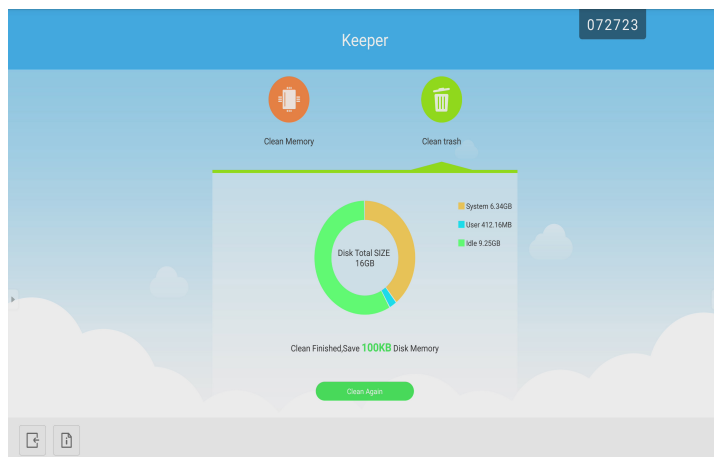 072723
Keeper
Clean Memory
Clean trash
System 6.34GB
User 412.16MB
Idle 9.25GB
Disk Total SIZE
16GB
Clean Finished,Save 100KB Disk Memory
Clean Again